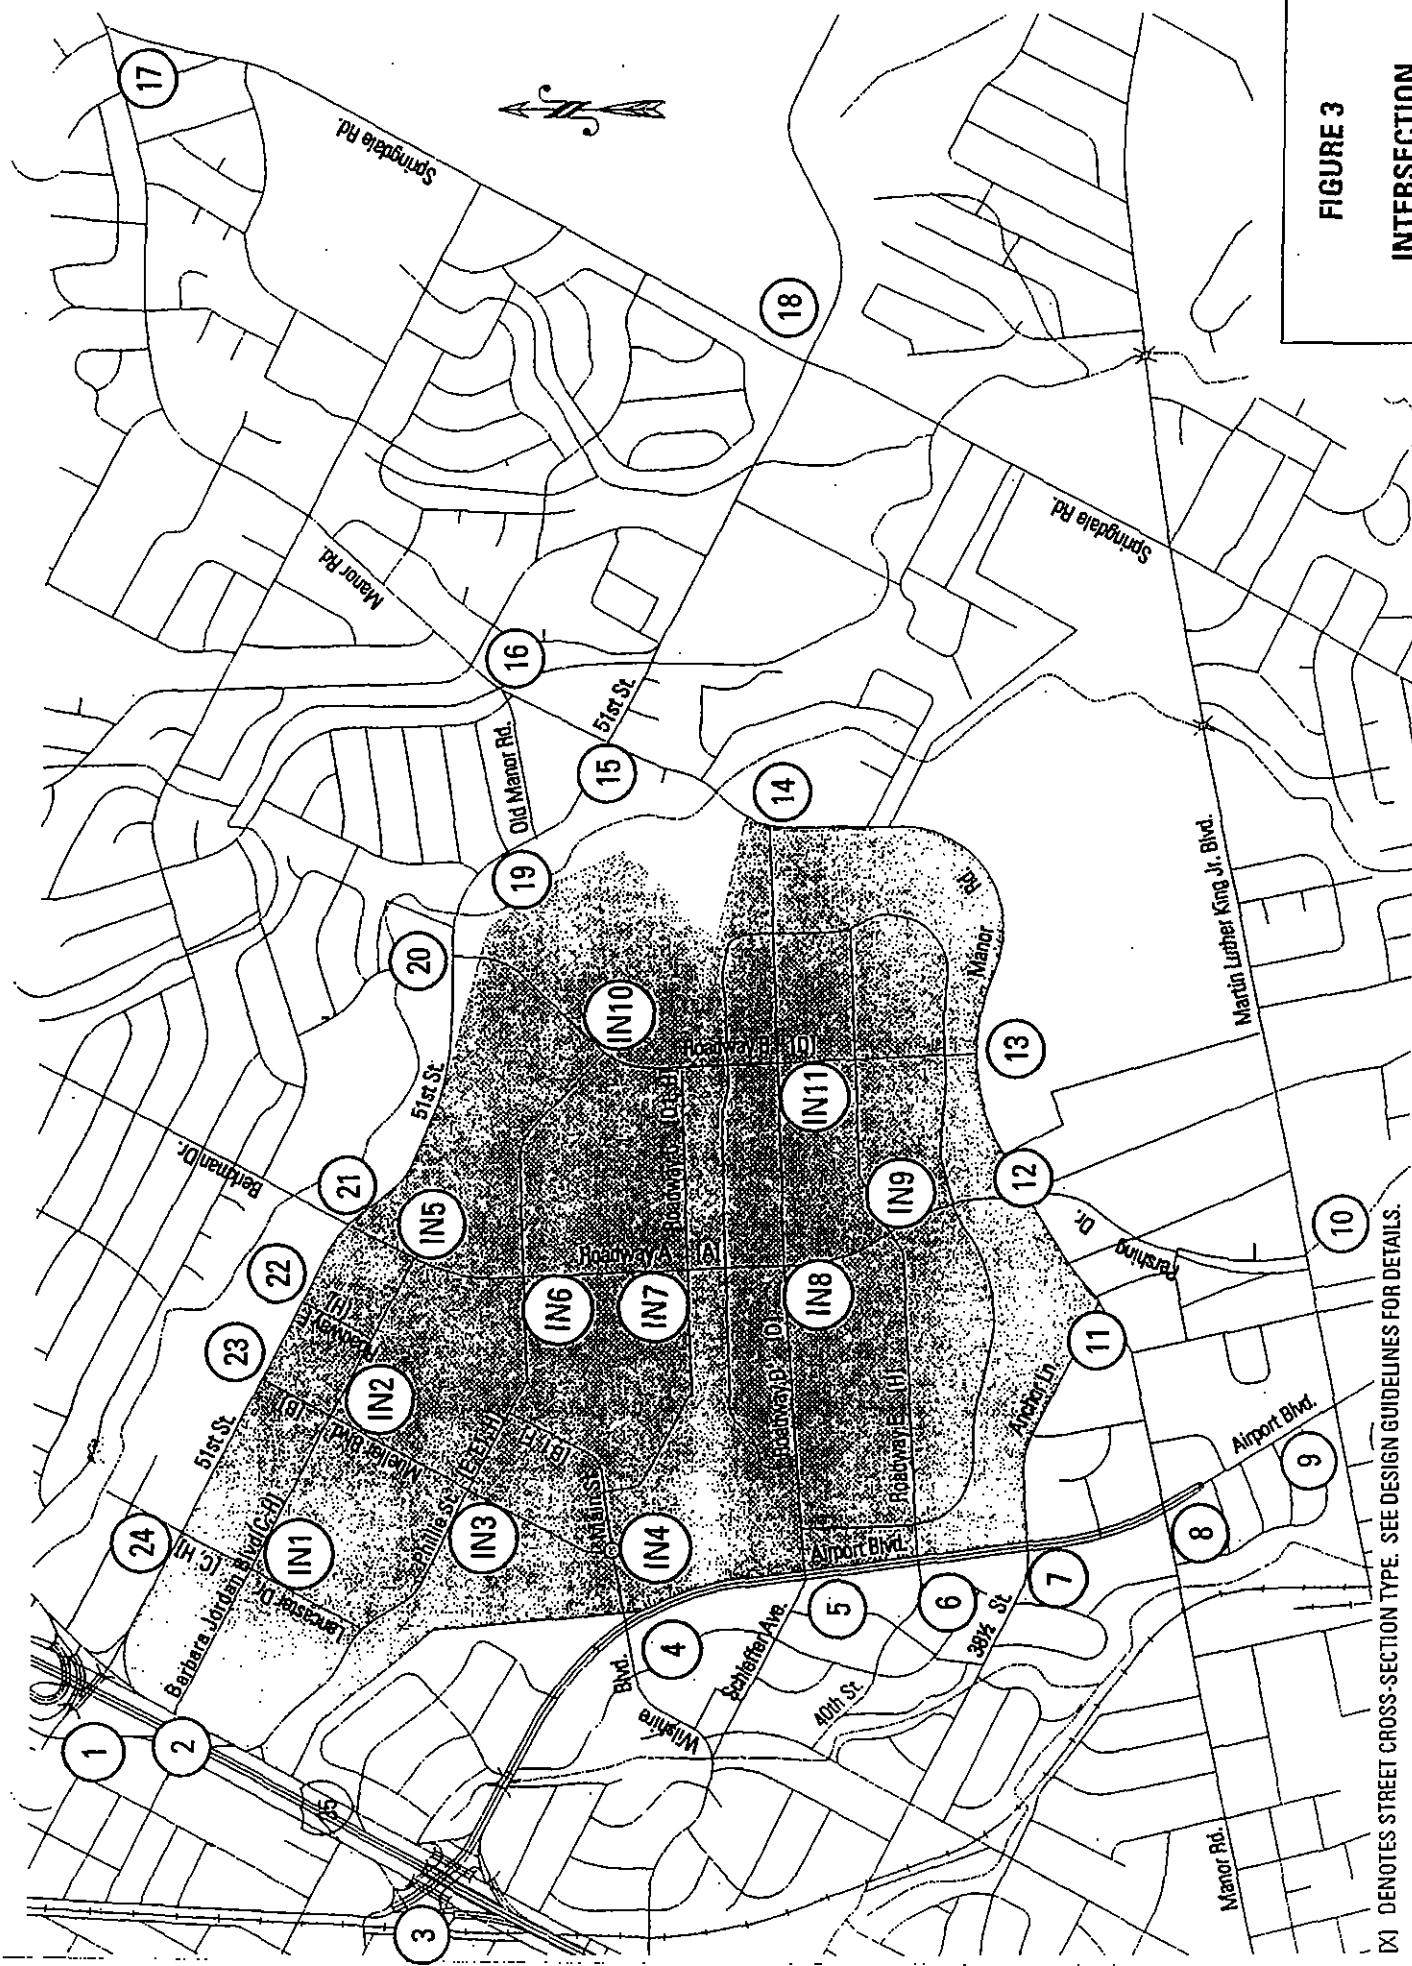 17
Springdale Rd.
FIGURE 3
INTERSECTION
18
Manor Rd.
16
51st St.
Old Manor Rd.
15
Springdale Rd.
14
19
20
Rd.
Manor
Martin Luther King Jr. Blvd.
IN10
51st St.
Roadway B [D]
13
IN11
Berkman Dr.
21
IN5
IN9
12
22
Roadway A [A]
Dr.
Pershing
10
IN6
IN7
IN8
23
[H]
11
IN2
[B]
Anchor Ln.
51st St.
Mueller Blvd.
Roadway D [D]
Roadway E [H]
Airport Blvd.
9
24
[C,H]
Barbara Jordan Blvd [C,H]
IN1
Lancaster Dr.
Philomena St.
IN3
IN4
Airport Blvd.
8
7
5
6
38½ St
4
Blvd.
Wilshire
Schieffer Ave.
40th St.
1
2
35
3
Manor Rd.
[X] DENOTES STREET CROSS-SECTION TYPE. SEE DESIGN GUIDELINES FOR DETAILS.